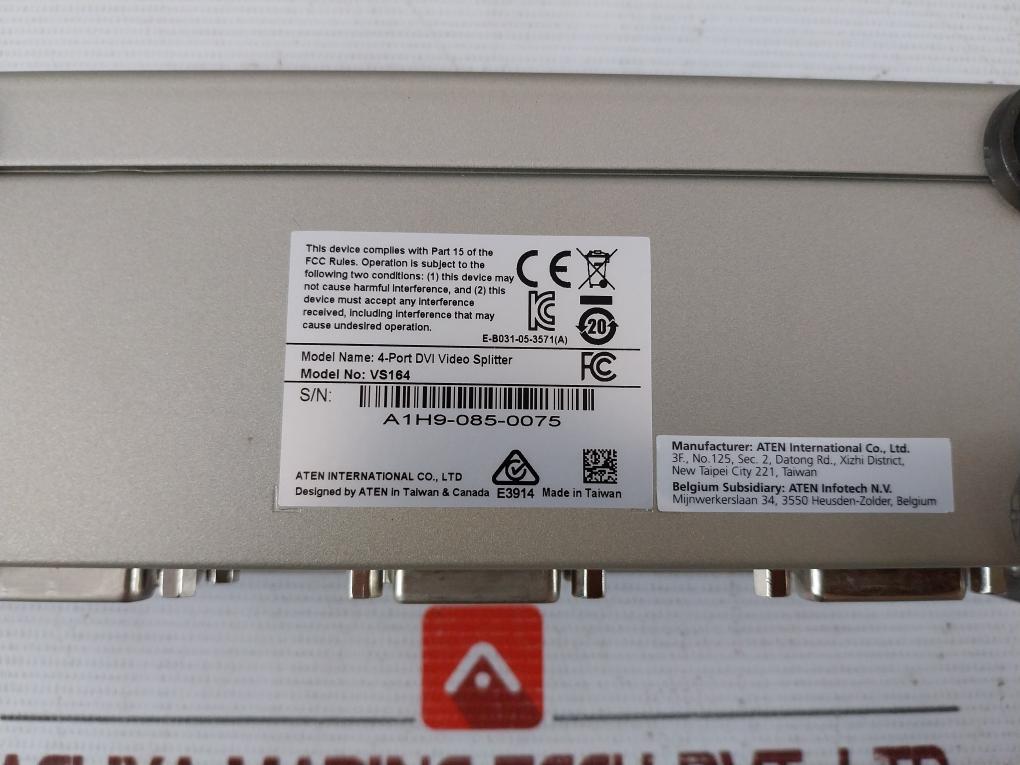 This device complies with Part 15 of the
FCC Rules. Operation is subject to the
following two conditions: (1) this device may
not cause harmful interference, and (2) this
device must accept any interference
received, including interference that may
cause undesired operation.
CE
20
E-B031-05-3571(A)
Model Name: 4-Port DVI Video Splitter
Model No: VS164
FC
S/N:
A1H9-085-0075
ATEN INTERNATIONAL CO., LTD
Designed by ATEN in Taiwan & Canada
E3914
Made in Taiwan
Manufacturer: ATEN International Co., Ltd.
3F., No.125, Sec. 2, Datong Rd., Xizhi District,
New Taipei City 221, Taiwan
Belgium Subsidiary: ATEN Infotech N.V.
Mijnwerkerslaan 34, 3550 Heusden-Zolder, Belgium